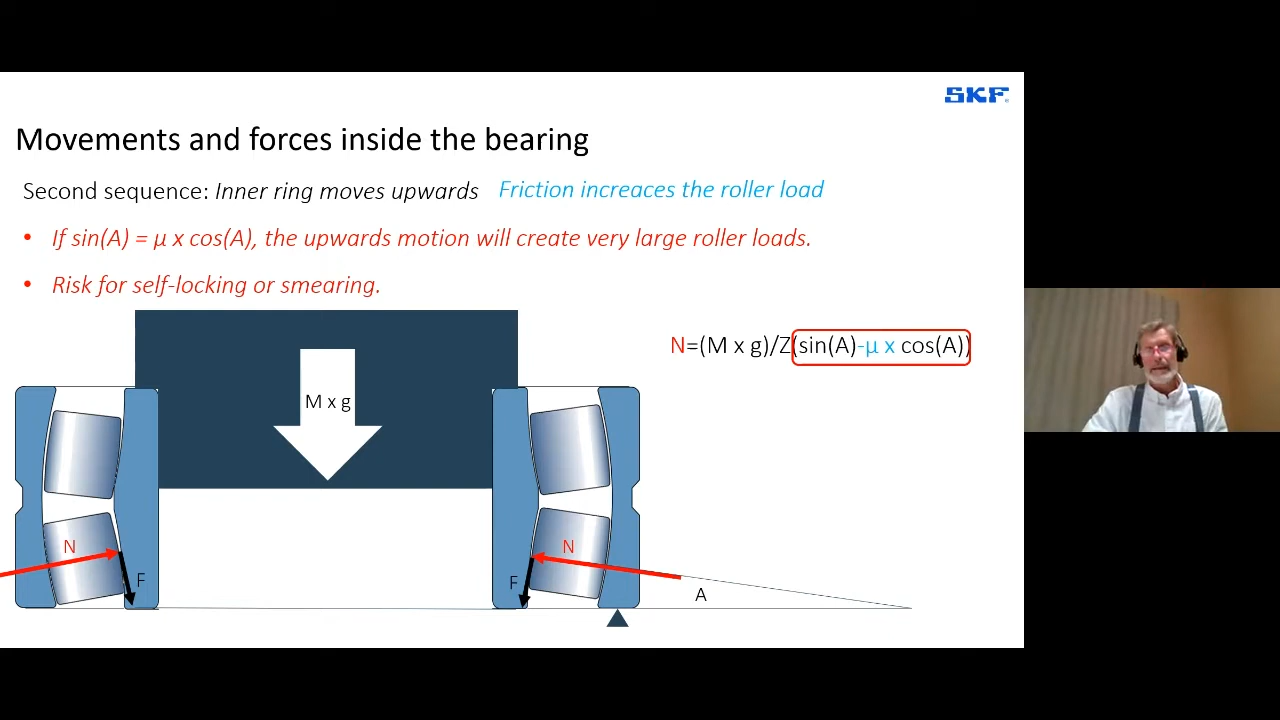 SKF
Movements and forces inside the bearing
Second sequence: Inner ring moves upwards Friction increaces the roller load
• If sin(A) = µ x cos(A), the upwards motion will create very large roller loads.
• Risk for self-locking or smearing.
N=(M x g)/Z(sin(A)-µ x cos(A))
M x g
N
N
F
F
A